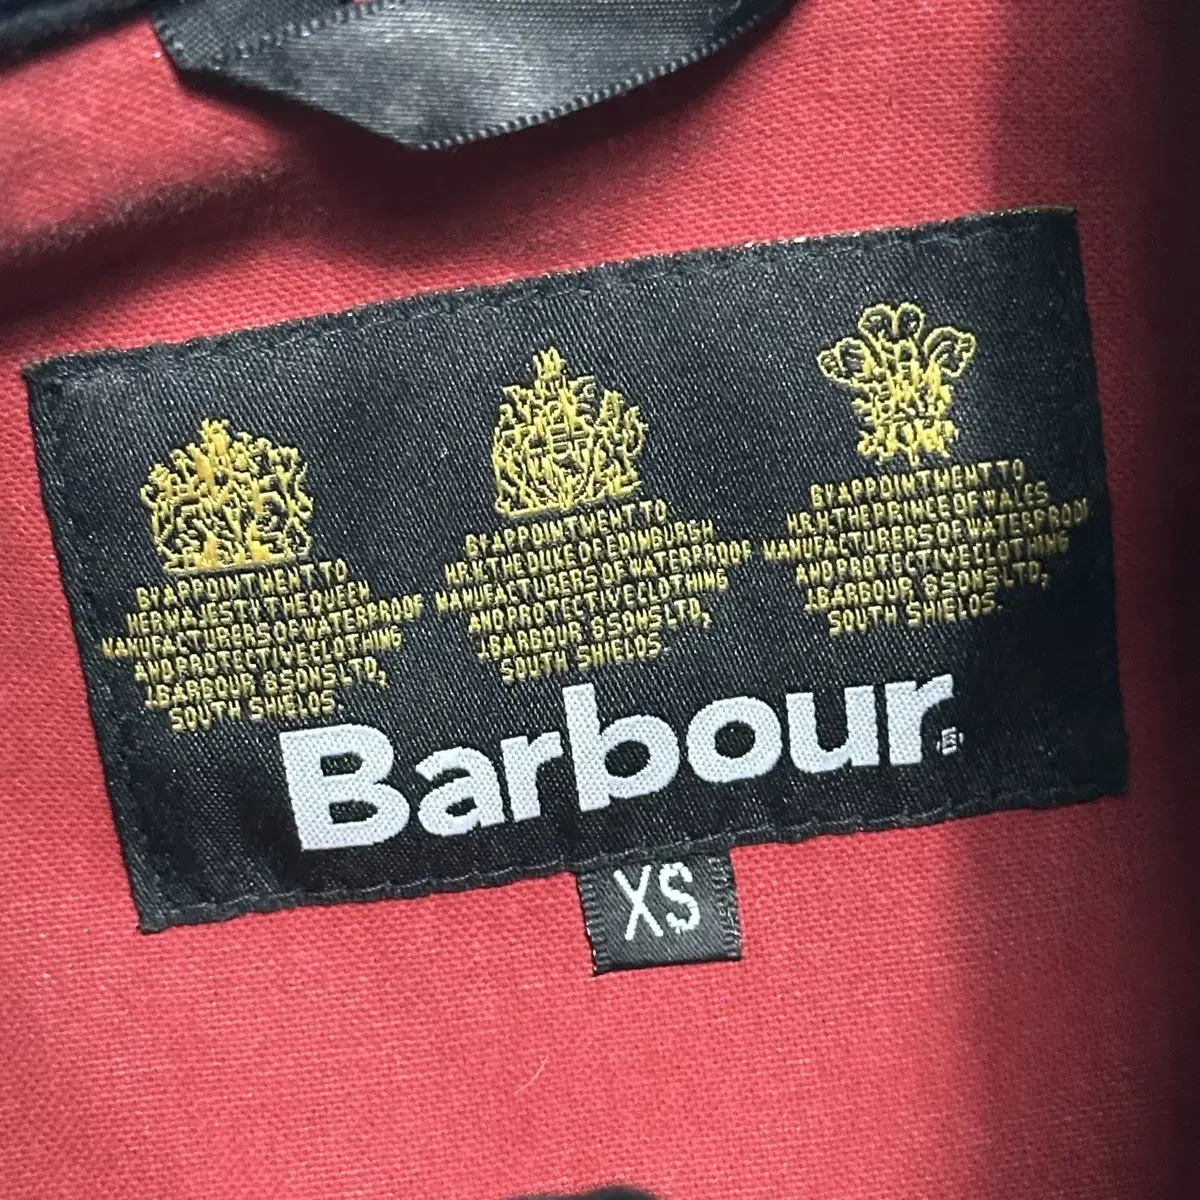 BY APPOINTMENT TO
HER MAJESTY THE QUEEN
MANUFACTURERS OF WATERPROOF
AND PROTECTIVE CLOTHING
J.BARBOUR & SONS LTD,
SOUTH SHIELDS.
BY APPOINTMENT TO
H.R.H. THE DUKE OF EDINBURGH
MANUFACTURERS OF WATERPROOF
AND PROTECTIVE CLOTHING
J.BARBOUR & SONS LTD,
SOUTH SHIELDS
BY APPOINTMENT TO
H.R.H. THE PRINCE OF WALES
MANUFACTURERS OF WATERPROOF
AND PROTECTIVE CLOTHING
J.BARBOUR & SONS LTD,
SOUTH SHIELDS.
Barbour®
XS